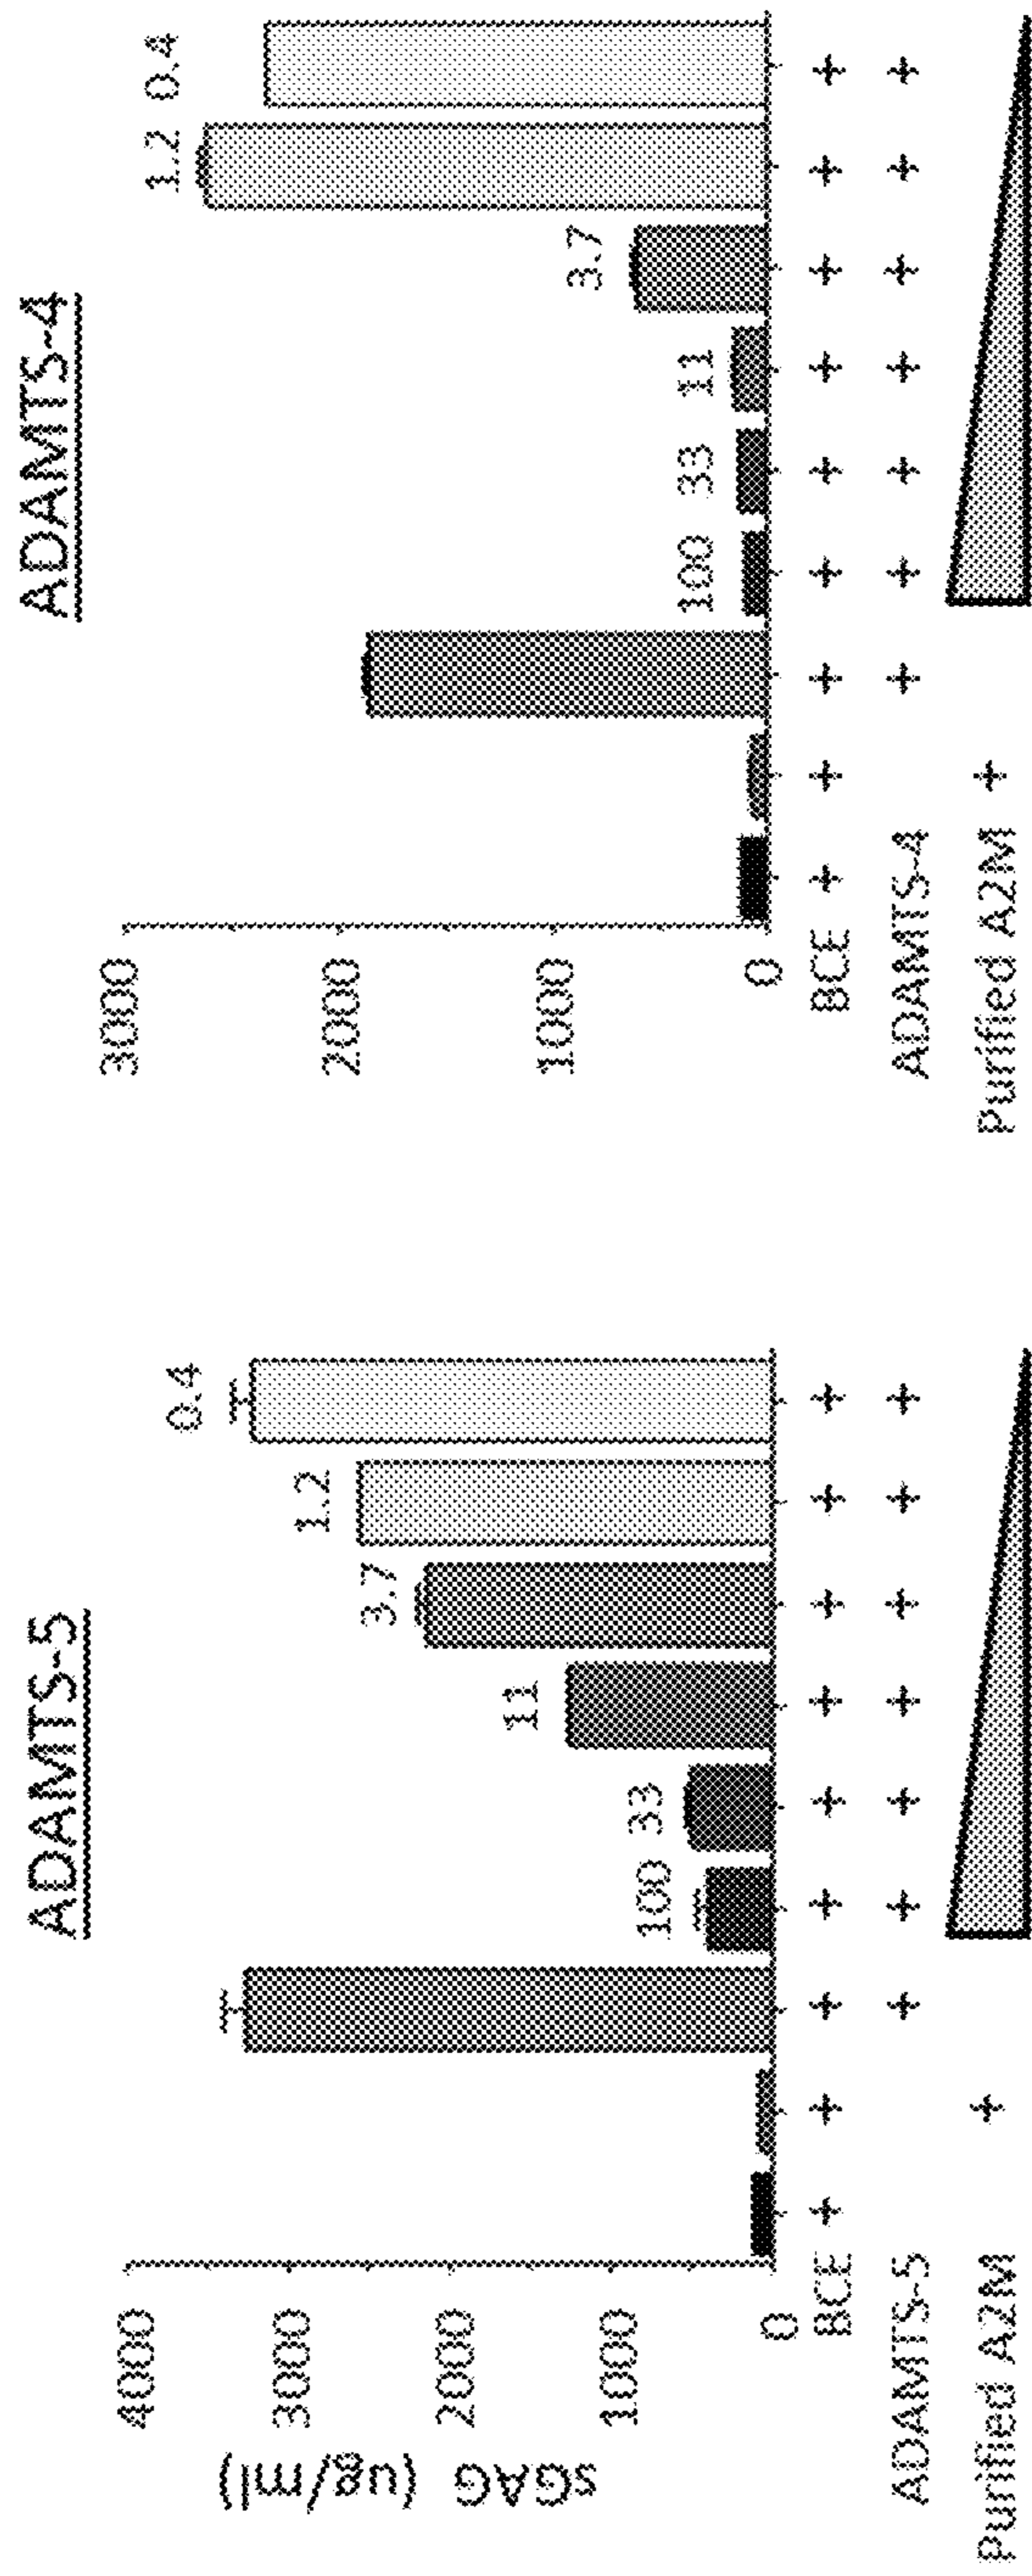 ADAMTS-5
sGAG (ug/ml)
4000
3000
2000
1000
0
100
33
11
3.7
1.2
0.4
BCE + + + + + + + + +
ADAMTS-5 + + + + + + +
Purified A2M +
ADAMTS-4
3000
2000
1000
0
100
33
11
3.7
1.2
0.4
BCE + + + + + + + + +
ADAMTS-4 + + + + + + +
Purified A2M +